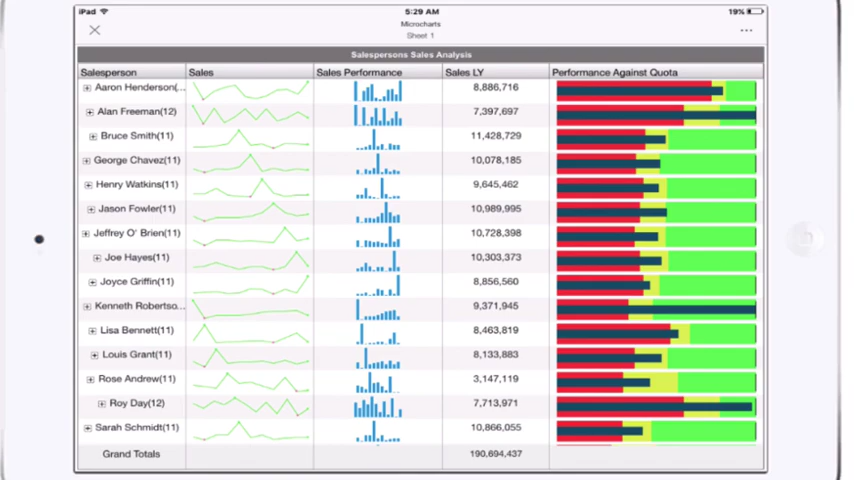 iPad 5:29 AM 19%
Microcharts
Sheet 1
Salespersons Sales Analysis
Salesperson Sales Sales Performance Sales LY Performance Against Quota
Aaron Henderson(... 8,886,716
Alan Freeman(12) 7,397,697
Bruce Smith(11) 11,428,729
George Chavez(11) 10,078,185
Henry Watkins(11) 9,645,462
Jason Fowler(11) 10,989,995
Jeffrey O' Brien(11) 10,728,398
Joe Hayes(11) 10,303,373
Joyce Griffin(11) 8,856,560
Kenneth Robertso... 9,371,945
Lisa Bennett(11) 8,463,819
Louis Grant(11) 8,133,883
Rose Andrew(11) 3,147,119
Roy Day(12) 7,713,971
Sarah Schmidt(11) 10,866,055
Grand Totals 190,694,437